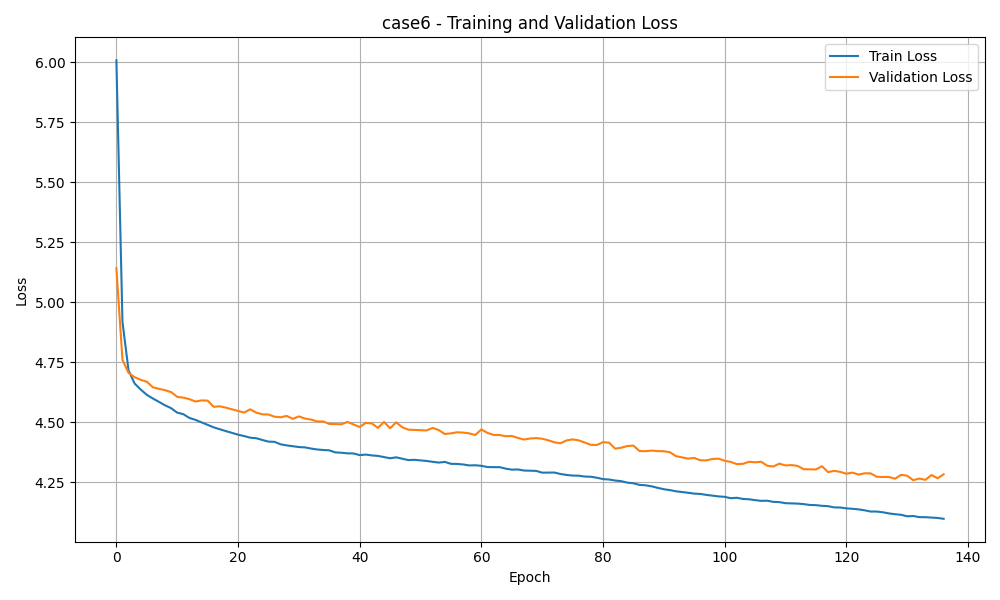 case6 - Training and Validation Loss
Train Loss
Validation Loss
6.00
5.75
5.50
5.25
5.00
4.75
4.50
4.25
Loss
0 20 40 60 80 100 120 140
Epoch